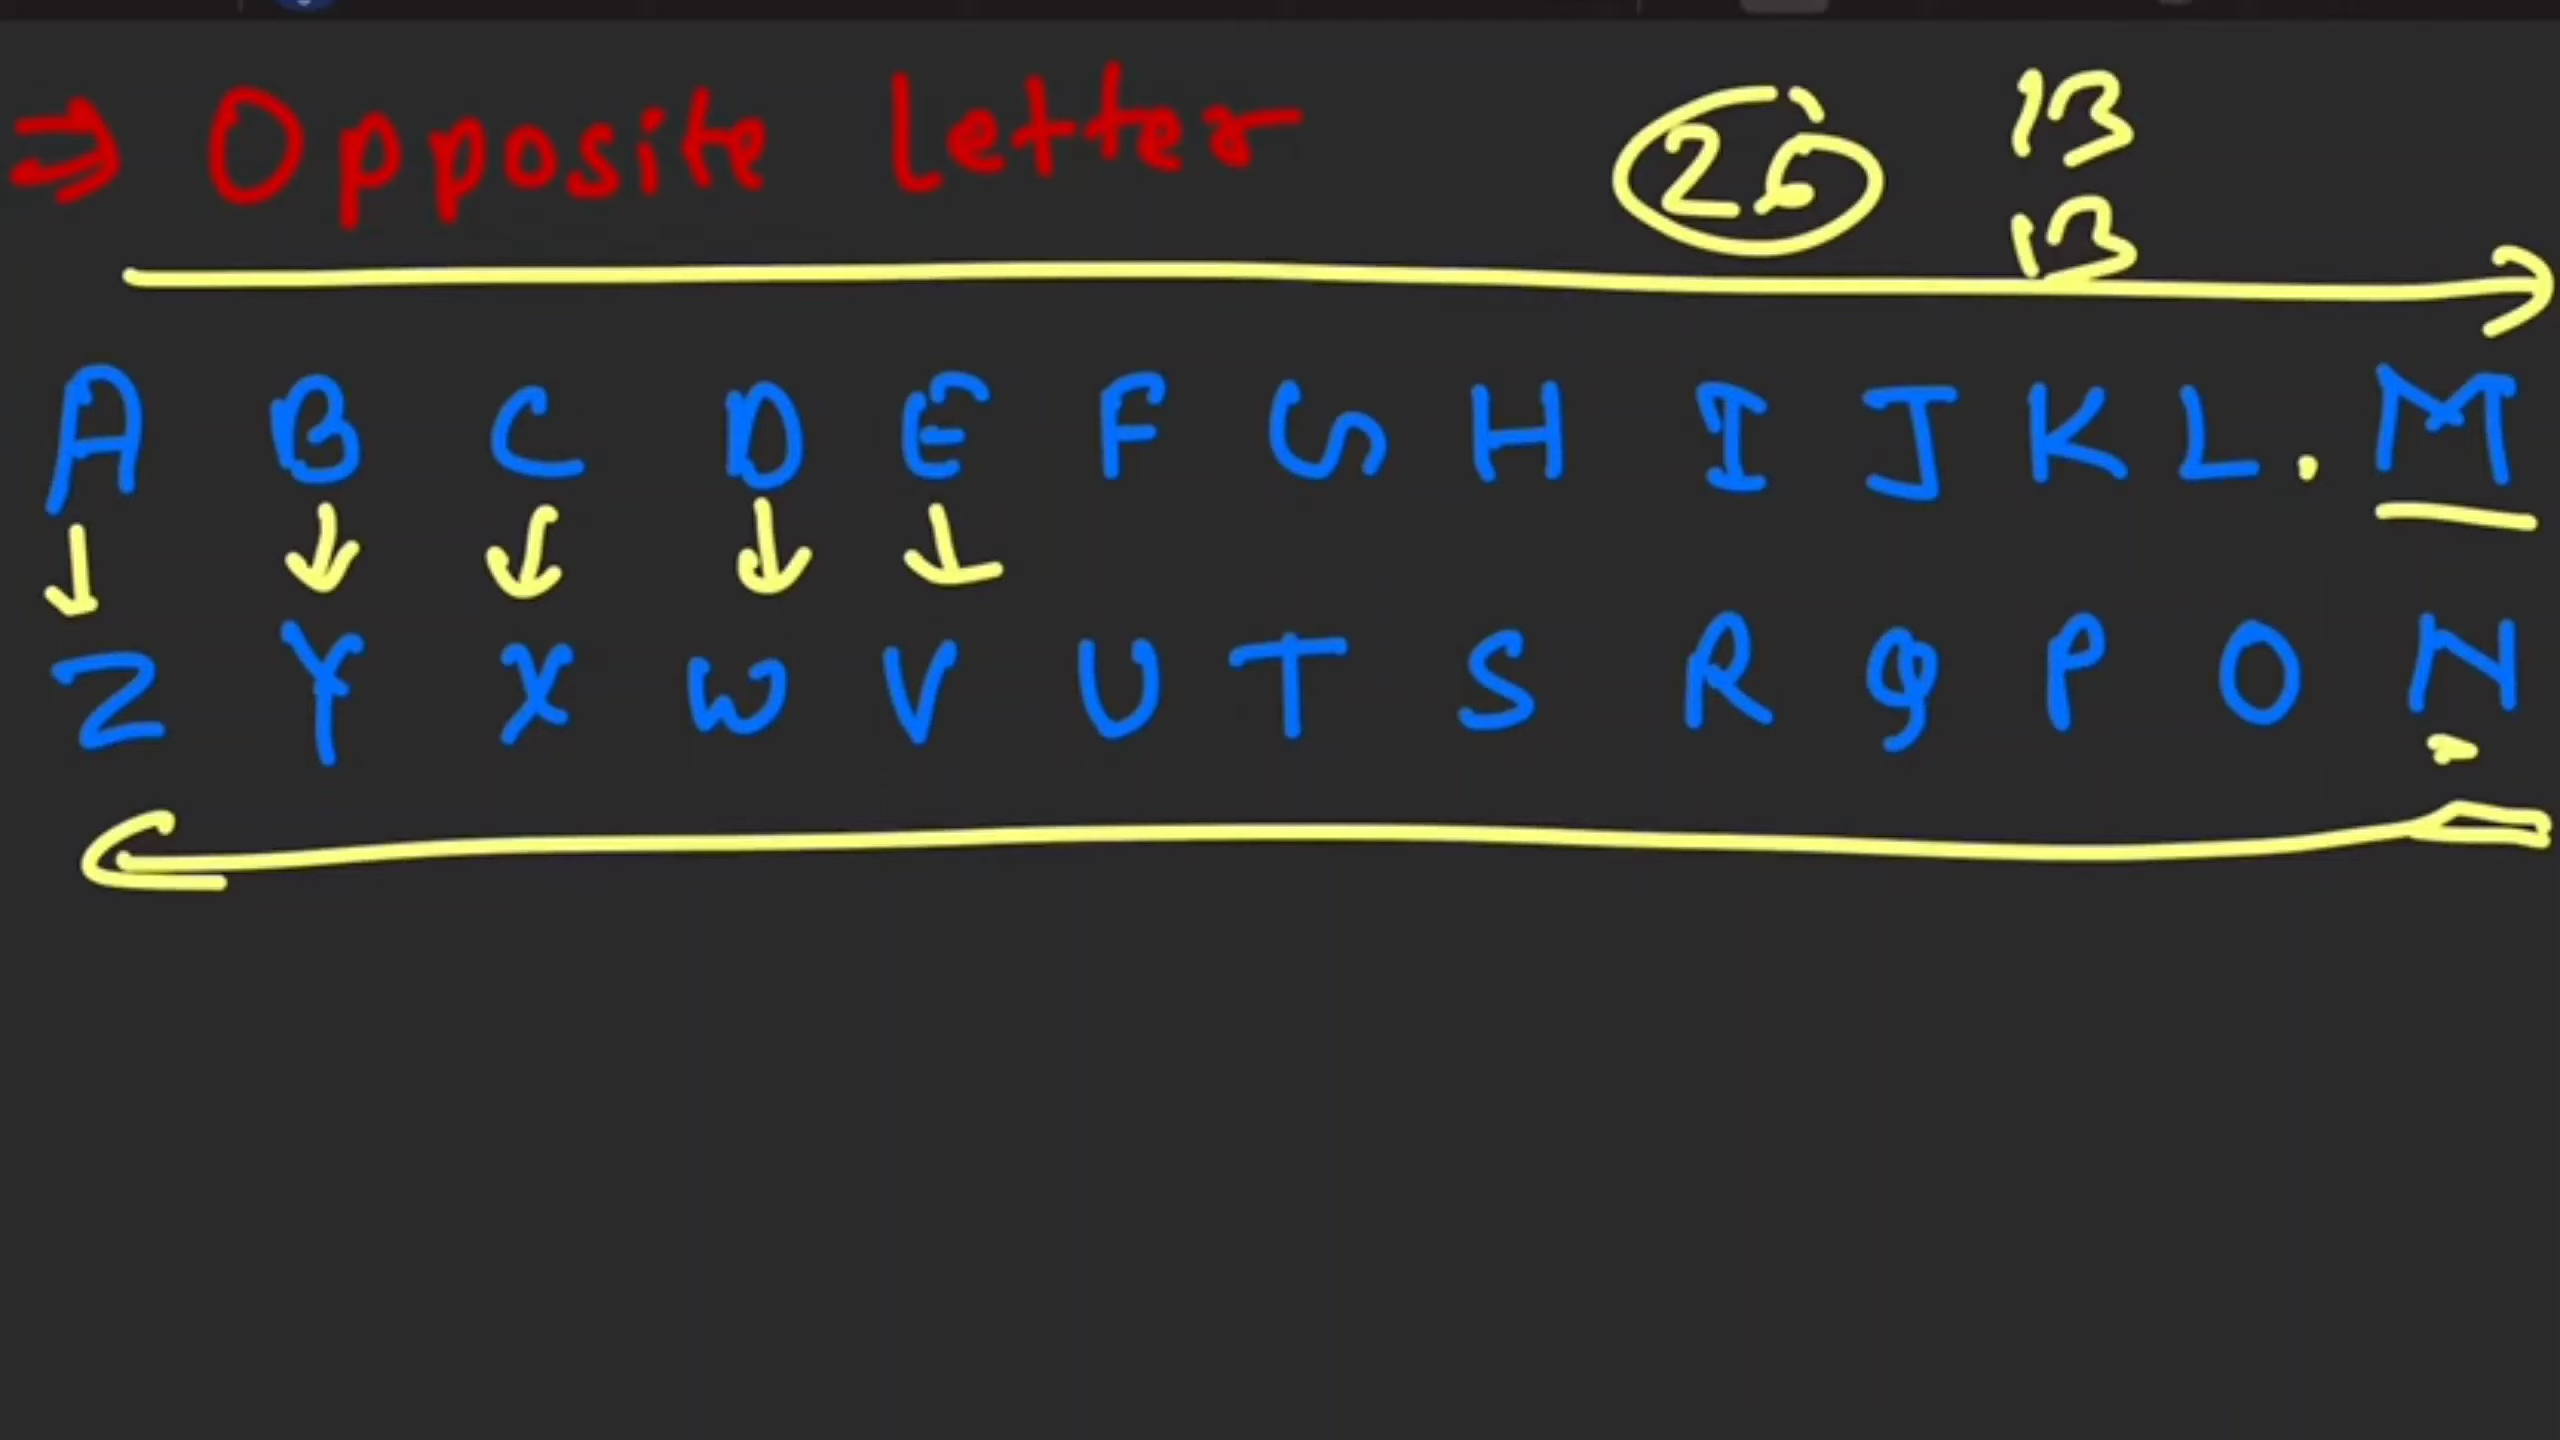 ⇒ Opposite letter 26 13
13
A B C D E F G H I J K L . M
↓ ↓ ↓ ↓ ↓
Z Y X W V U T S R Q P O N